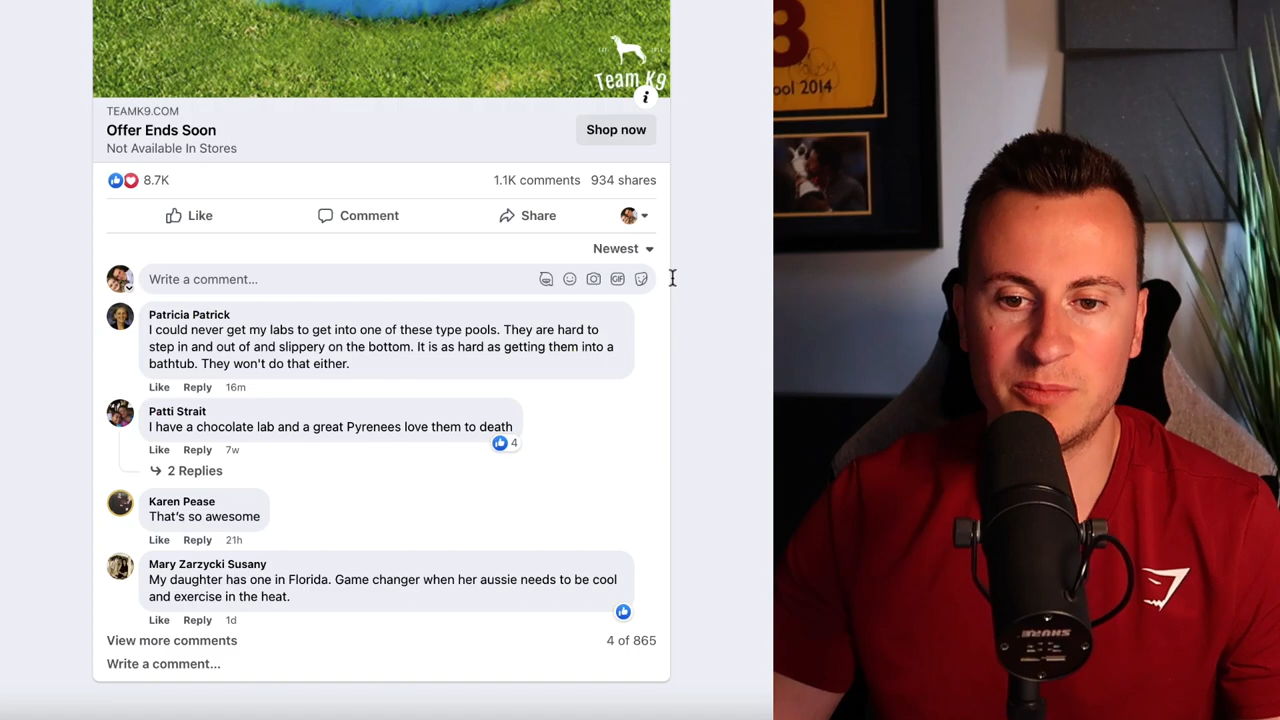 8
ool 2014
Team K9
TEAMK9.COM
Offer Ends Soon
Not Available In Stores
Shop now
8.7K
1.1K comments 934 shares
Like
Comment
Share
Newest
Write a comment...
GIF
Patricia Patrick
I could never get my labs to get into one of these type pools. They are hard to
step in and out of and slippery on the bottom. It is as hard as getting them into a
bathtub. They won't do that either.
Like Reply 16m
Patti Strait
I have a chocolate lab and a great Pyrenees love them to death
4
Like Reply 7w
2 Replies
Karen Pease
That's so awesome
Like Reply 21h
Mary Zarzycki Susany
My daughter has one in Florida. Game changer when her aussie needs to be cool
and exercise in the heat.
Like Reply 1d
View more comments
4 of 865
Write a comment...
SHURE